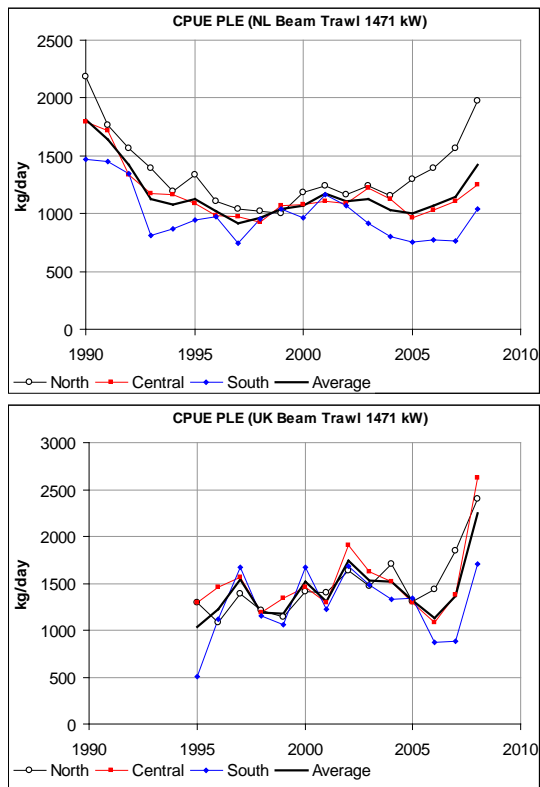 CPUE PLE (NL Beam Trawl 1471 kW)
2500
2000
1500
1000
500
0
kg/day
1990 1995 2000 2005 2010
North Central South Average
CPUE PLE (UK Beam Trawl 1471 kW)
3000
2500
2000
1500
1000
500
0
kg/day
1990 1995 2000 2005 2010
North Central South Average